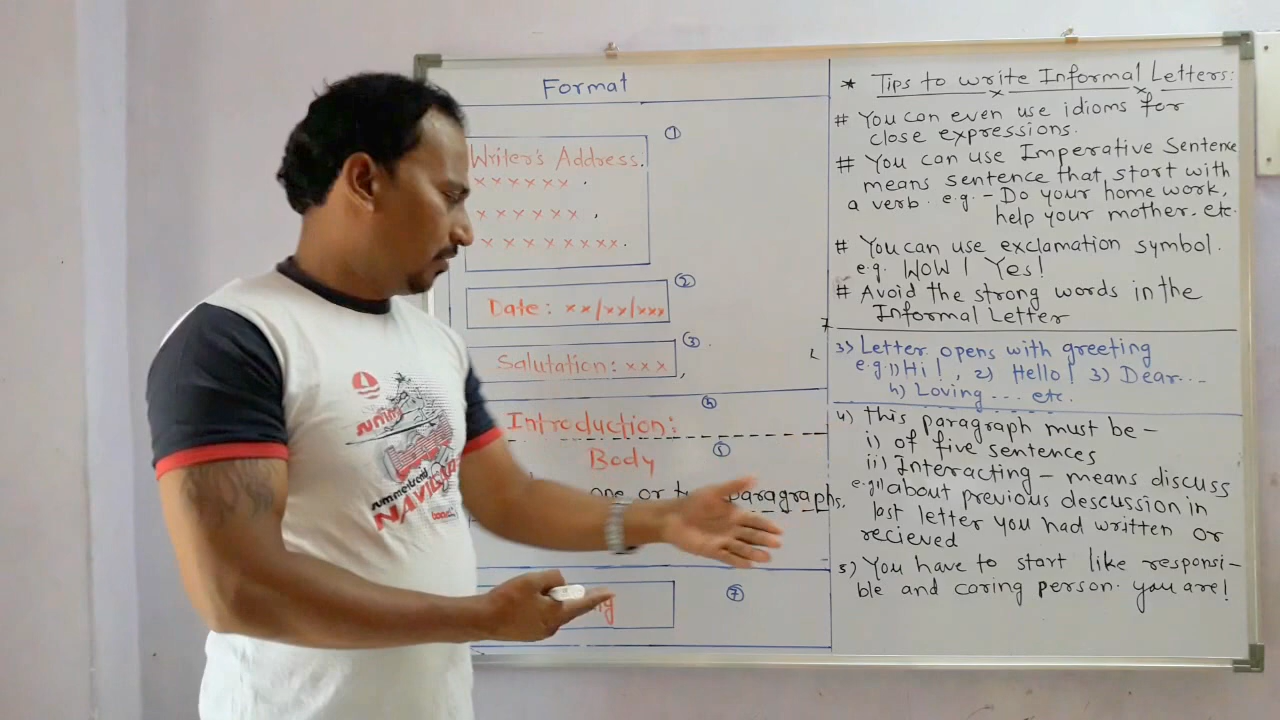 Format
①
Writer's Address.
x x x x x x .
x x x x x x ,
x x x x x x x x.
②
Date: xx/xx/xxx
③
Salutation: x x x ,
④
Introduction:
⑤
Body
one or paragraphs.
⑦
* Tips to write Informal Letters:
# You can even use idioms for
close expressions.
# You can use Imperative Sentence
means sentence that start with
a verb. e.g. - Do your home work,
help your mother. etc.
# You can use exclamation symbol.
e.g. WOW ! Yes!
# Avoid the strong words in the
Informal Letter
3) Letter opens with greeting
e.g. 1) Hi ! , 2) Hello! 3) Dear...
4) Loving .... etc.
4) This paragraph must be -
i) of five sentences
ii) Interacting - means discuss
e.g. about previous descussion in
last letter you had written or
recieved
5) You have to start like responsi-
ble and caring person. you are!
summertime
NAVIL